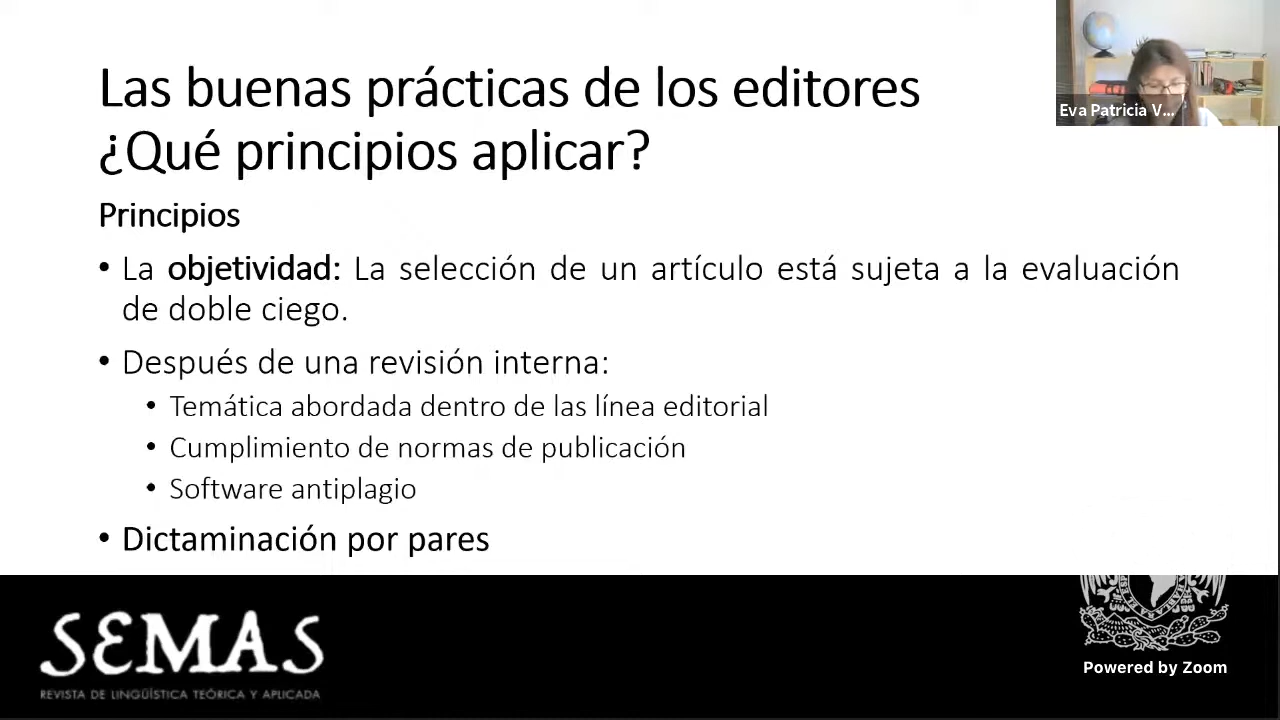 Las buenas prácticas de los editores
¿Qué principios aplicar?
Eva Patricia V...
Principios
• La objetividad: La selección de un artículo está sujeta a la evaluación
de doble ciego.
• Después de una revisión interna:
• Temática abordada dentro de las línea editorial
• Cumplimiento de normas de publicación
• Software antiplagio
• Dictaminación por pares
SEMAS
REVISTA DE LINGÜÍSTICA TEÓRICA Y APLICADA
Powered by Zoom